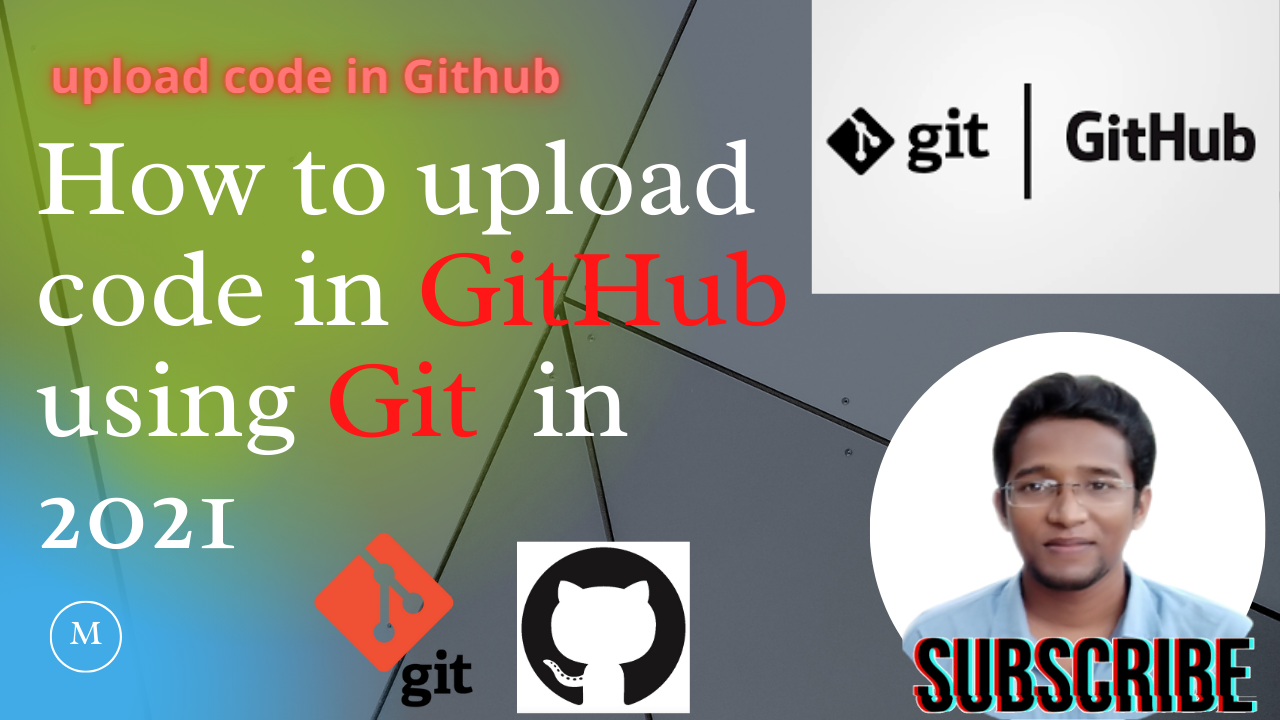 upload code in Github
How to upload
code in GitHub
using Git in
2021
M
git
git | GitHub
SUBSCRIBE